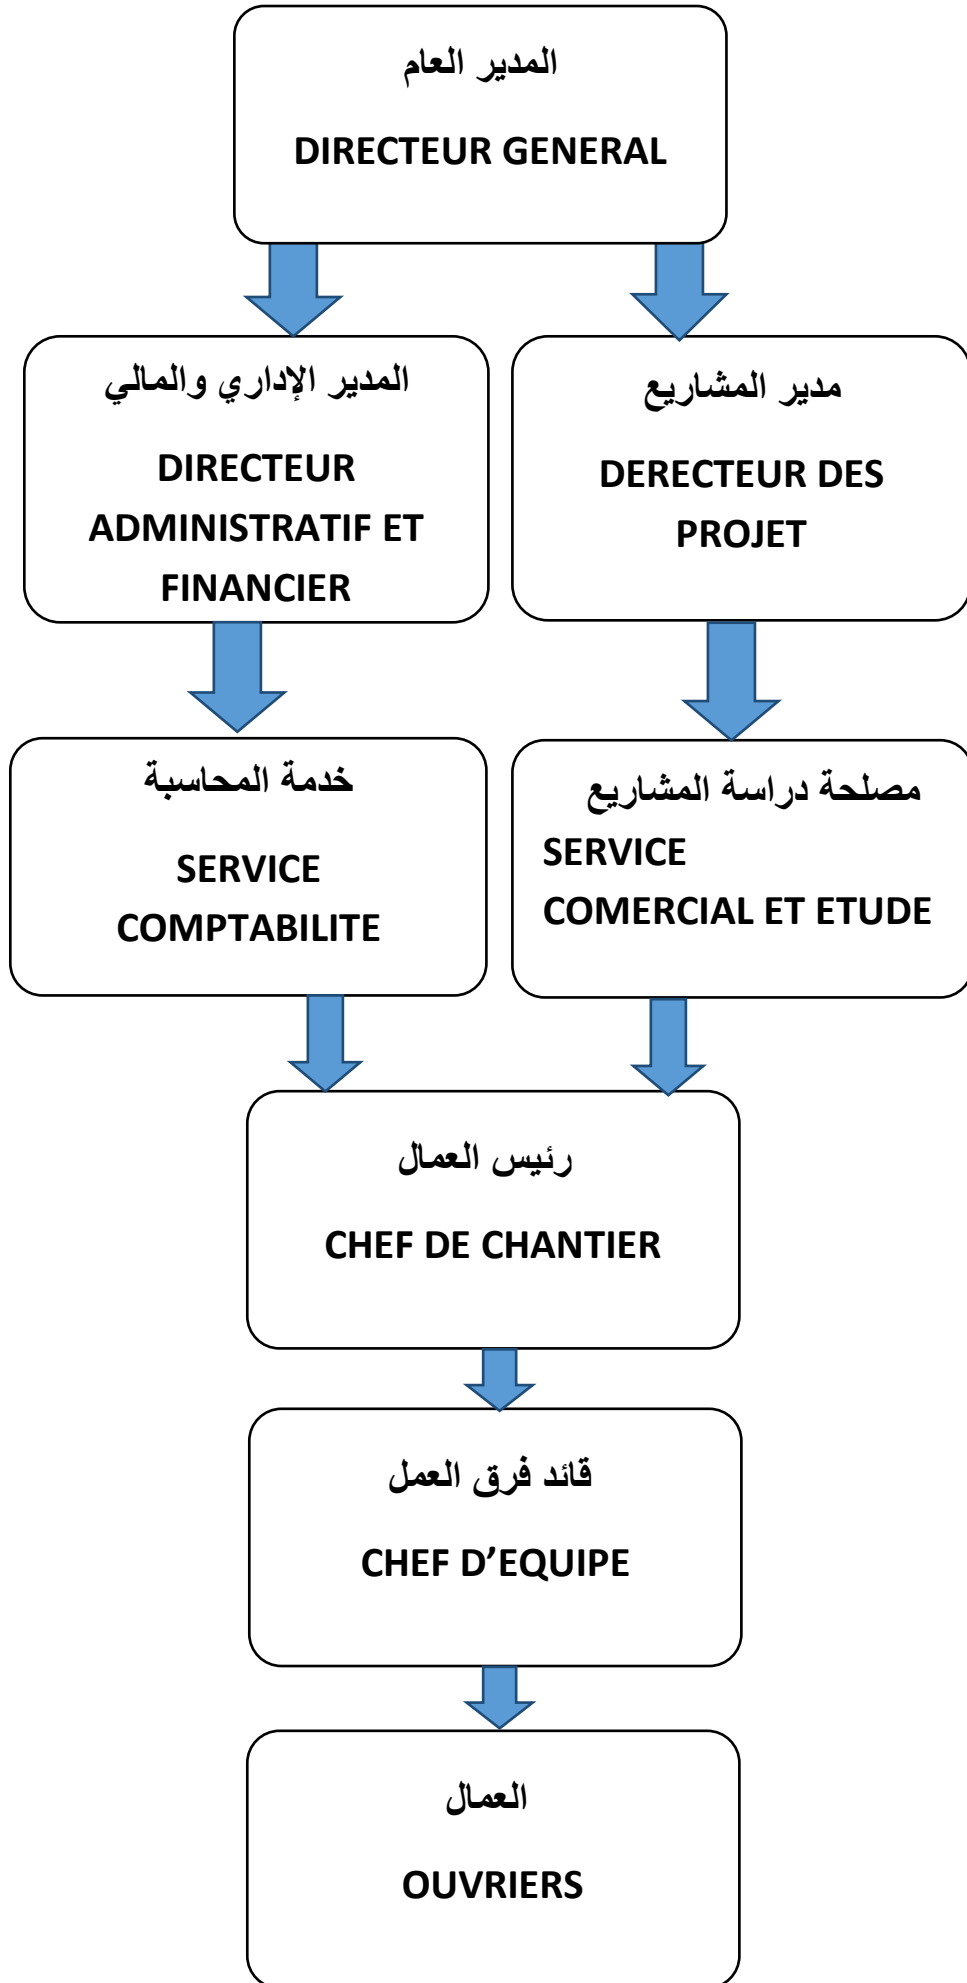 المدير العام
DIRECTEUR GENERAL
المدير الإداري والمالي
DIRECTEUR
ADMINISTRATIF ET
FINANCIER
مدير المشاريع
DERECTEUR DES
PROJET
خدمة المحاسبة
SERVICE
COMPTABILITE
مصلحة دراسة المشاريع
SERVICE
COMERCIAL ET ETUDE
رئيس العمال
CHEF DE CHANTIER
قائد فرق العمل
CHEF D’EQUIPE
العمال
OUVRIERS